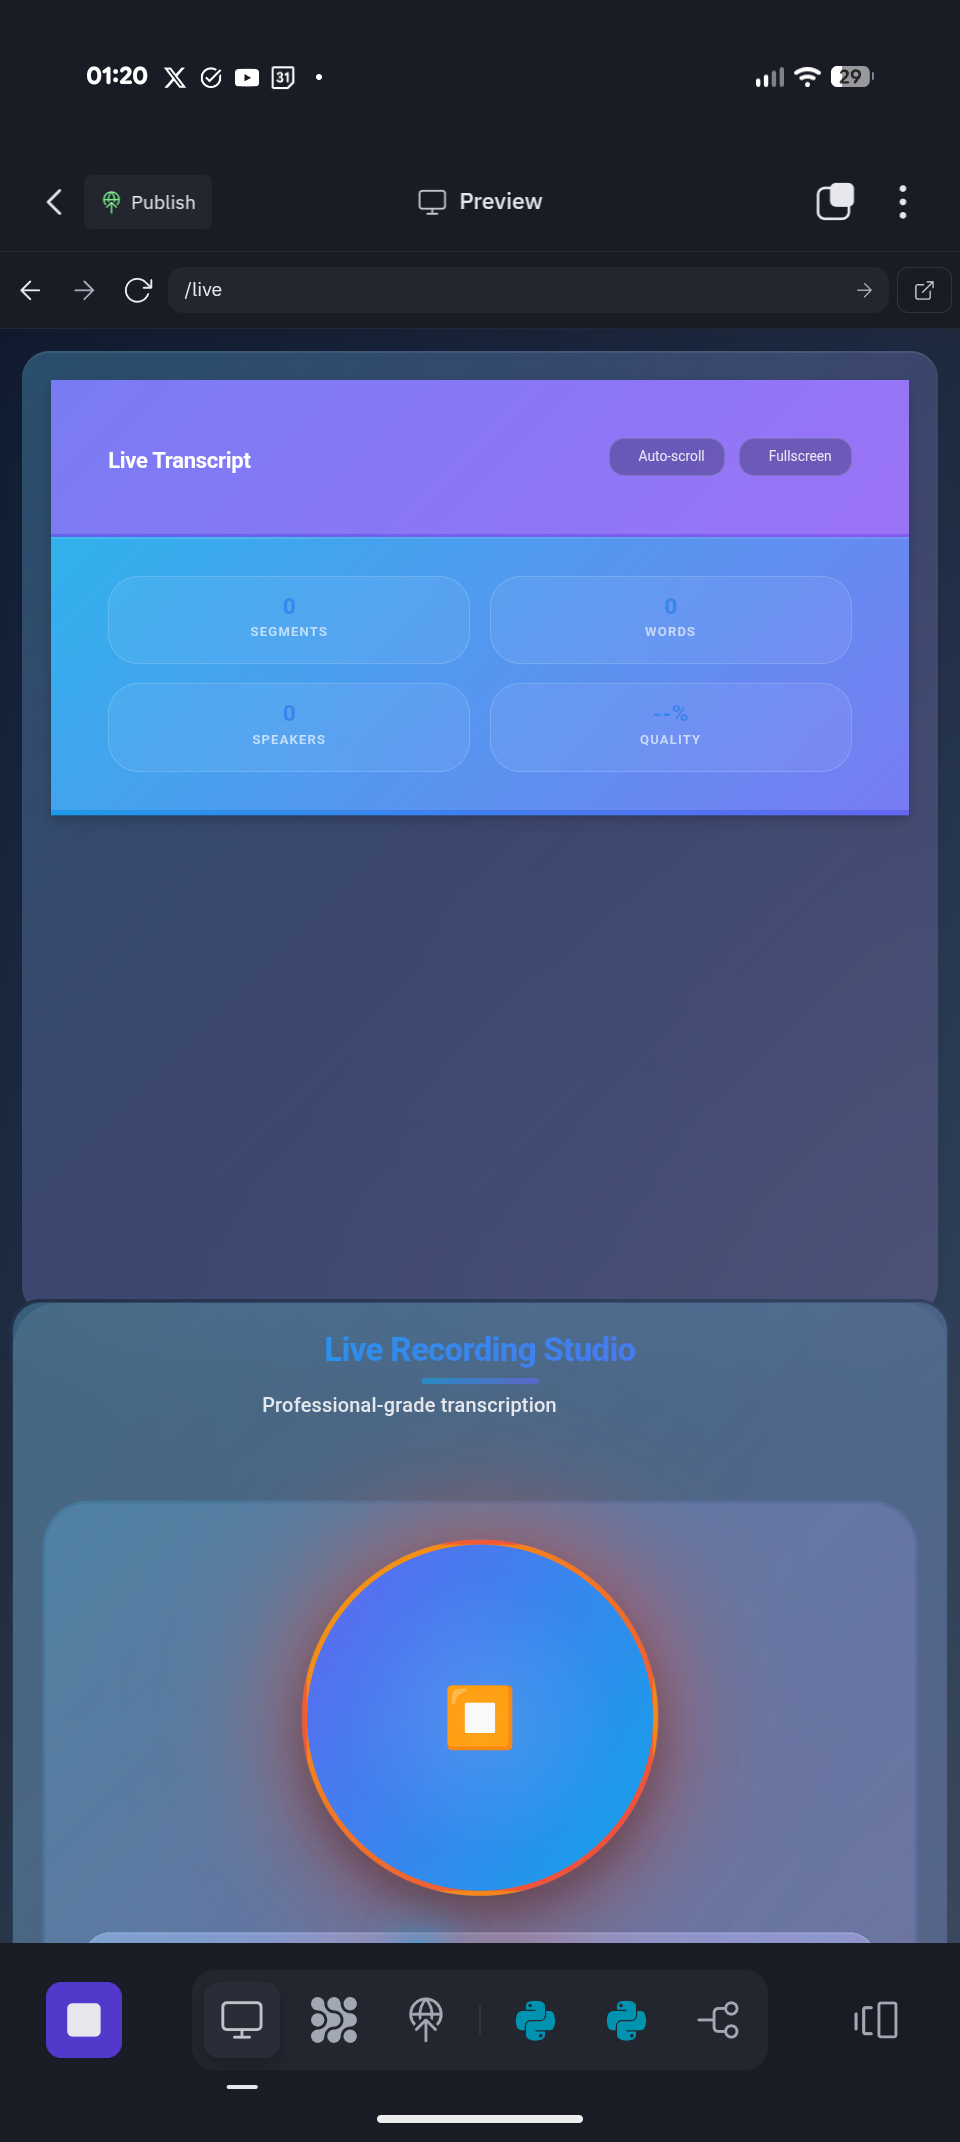 01:20
31
29
Publish
Preview
/live
Live Transcript
Auto-scroll
Fullscreen
0
SEGMENTS
0
WORDS
0
SPEAKERS
--%
QUALITY
Live Recording Studio
Professional-grade transcription